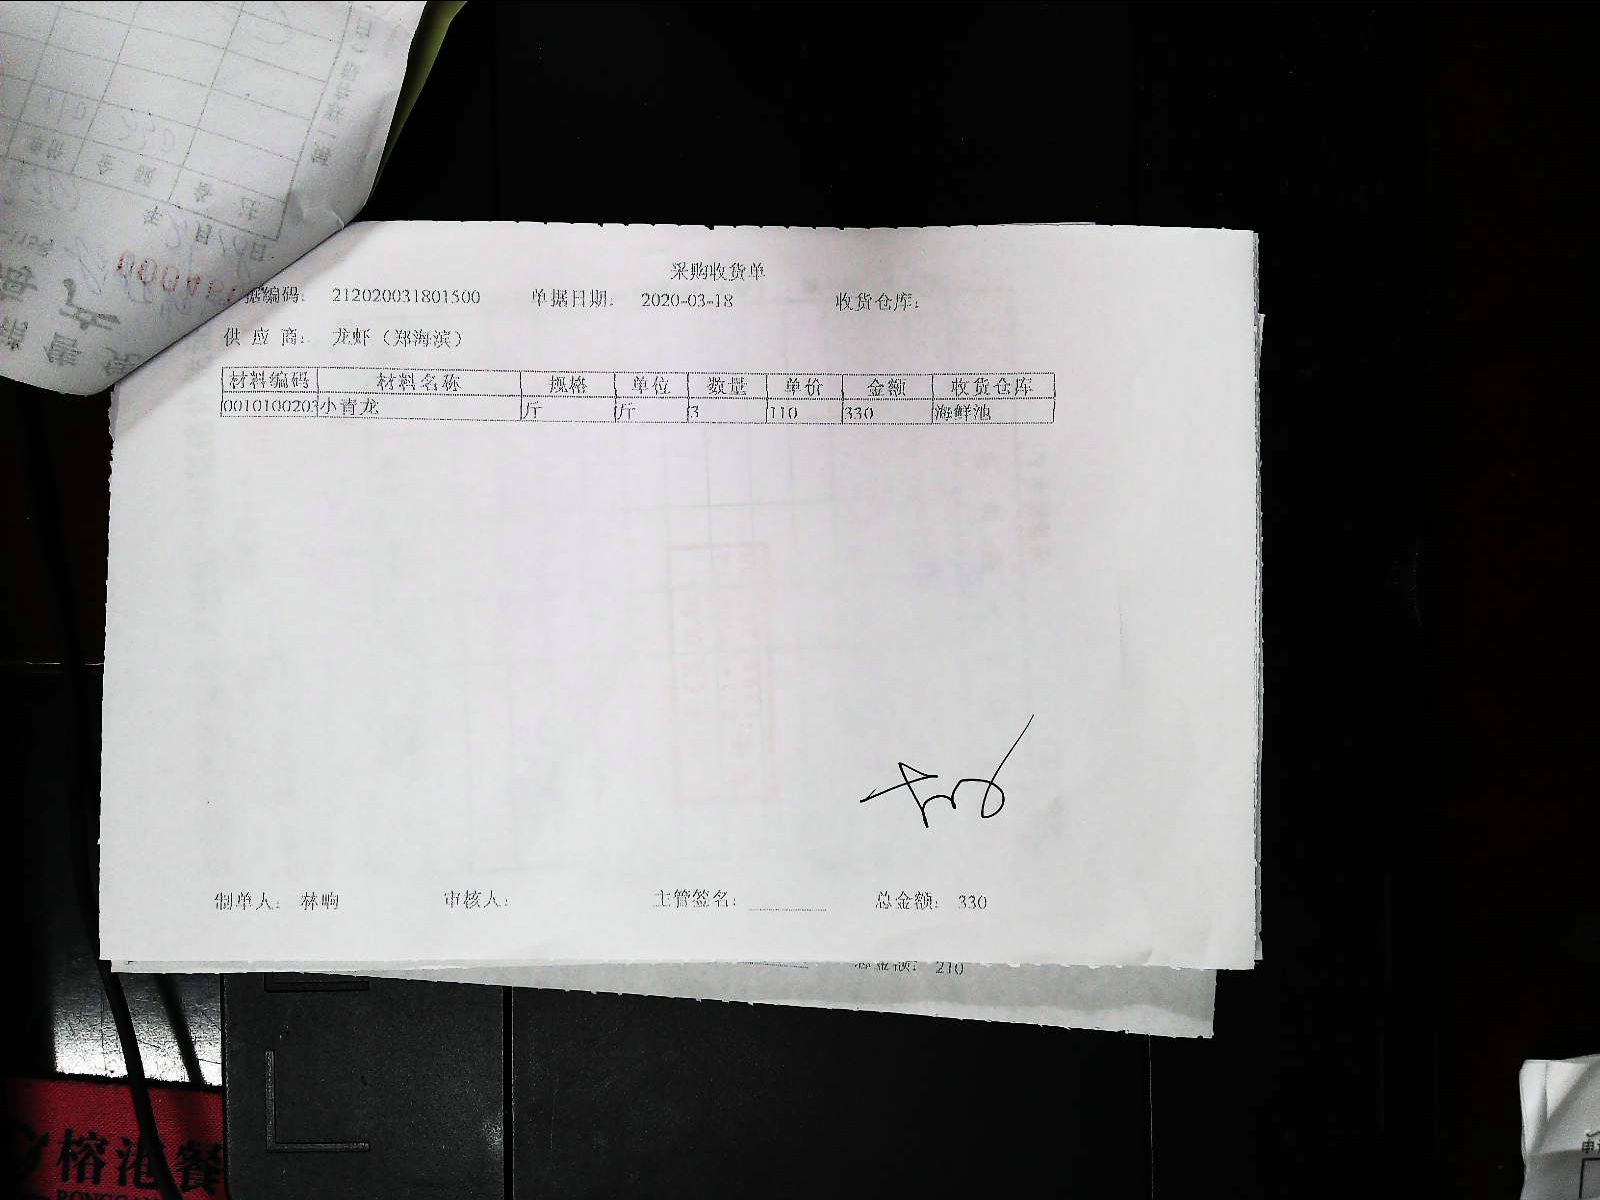 采购收货单
据编码: 212020031801500 单据日期: 2020-03-18 收货仓库:
供应商: 龙虾（郑海滨）
材料编码 材料名称 规格 单位 数量 单价 金额 收货仓库
0010100203 小青龙 斤 斤 3 110 330 海鲜池
制单人: 林晌 审核人: 主管签名: 总金额: 330
总金额: 210
榕池餐